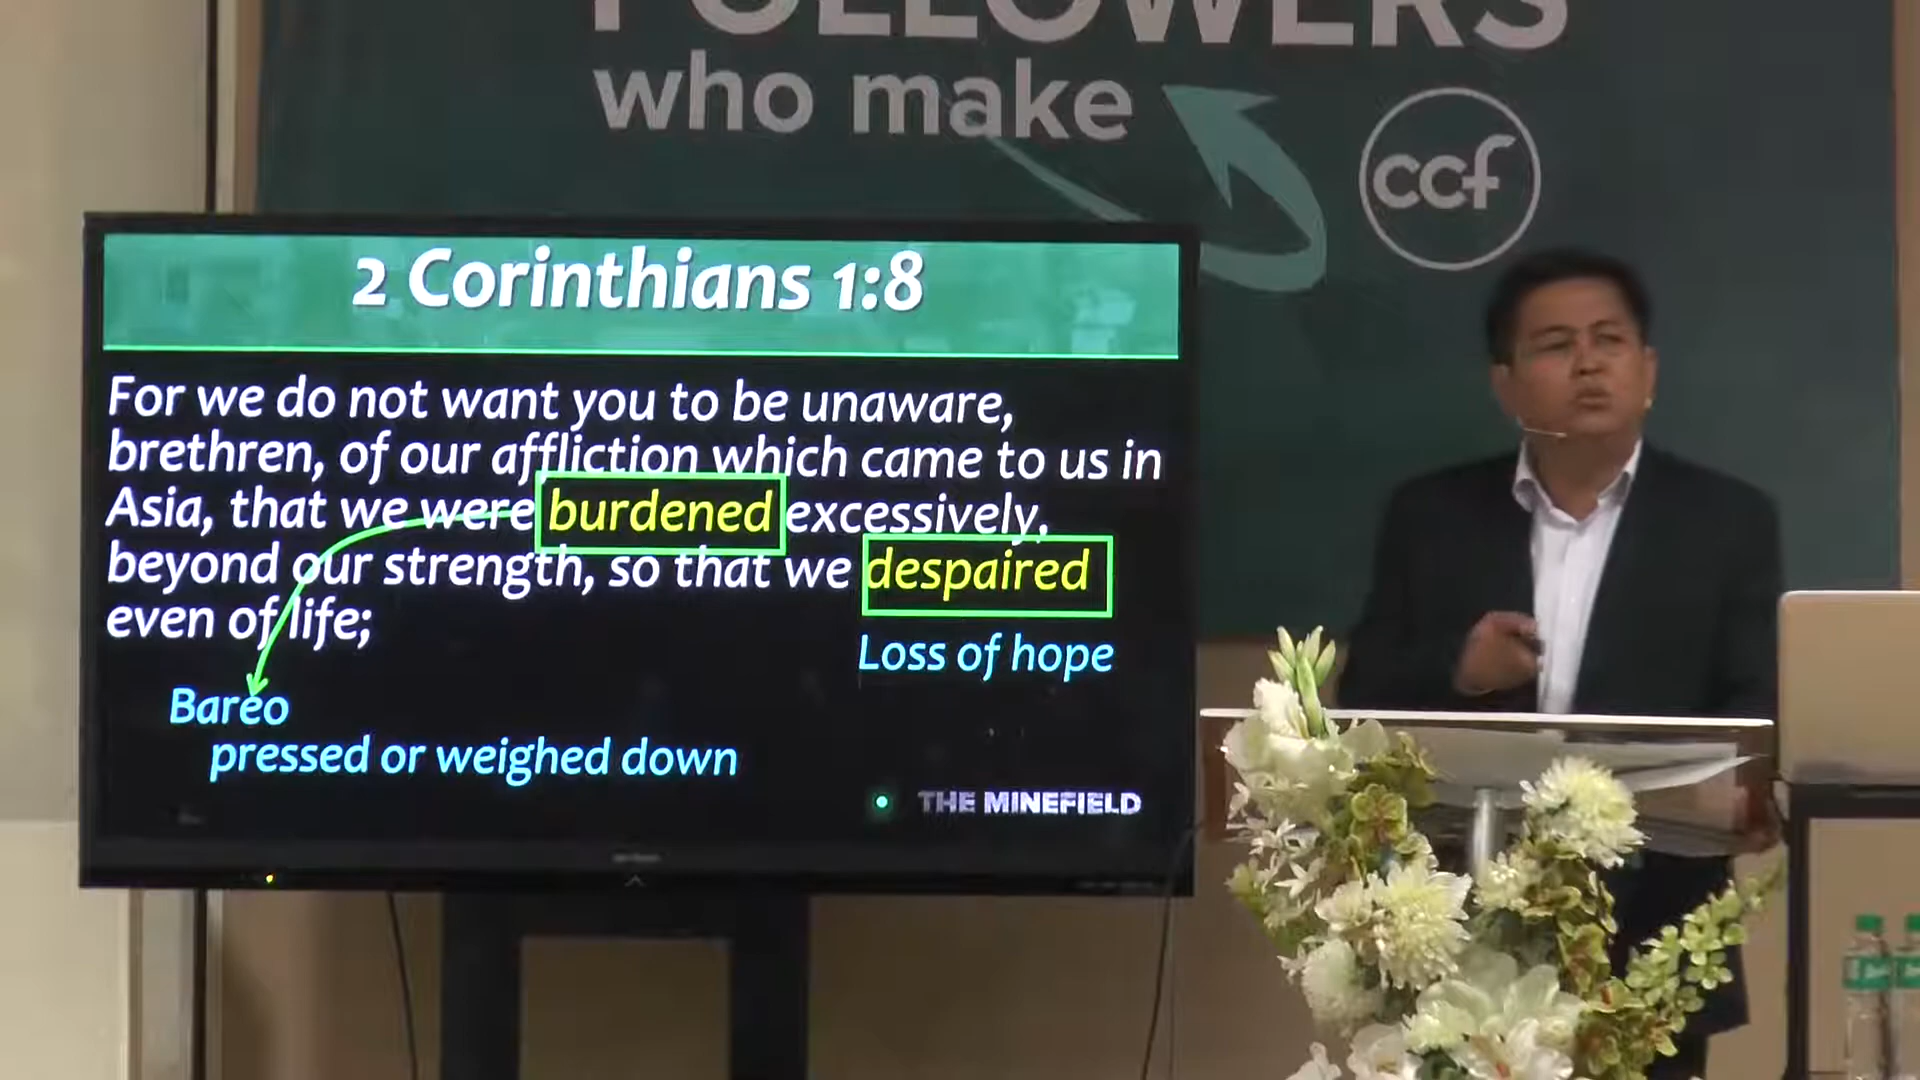 FOLLOWERS
who make
ccf
2 Corinthians 1:8
For we do not want you to be unaware,
brethren, of our affliction which came to us in
Asia, that we were burdened excessively,
beyond our strength, so that we despaired
even of life;
Loss of hope
Bareo
pressed or weighed down
THE MINEFIELD